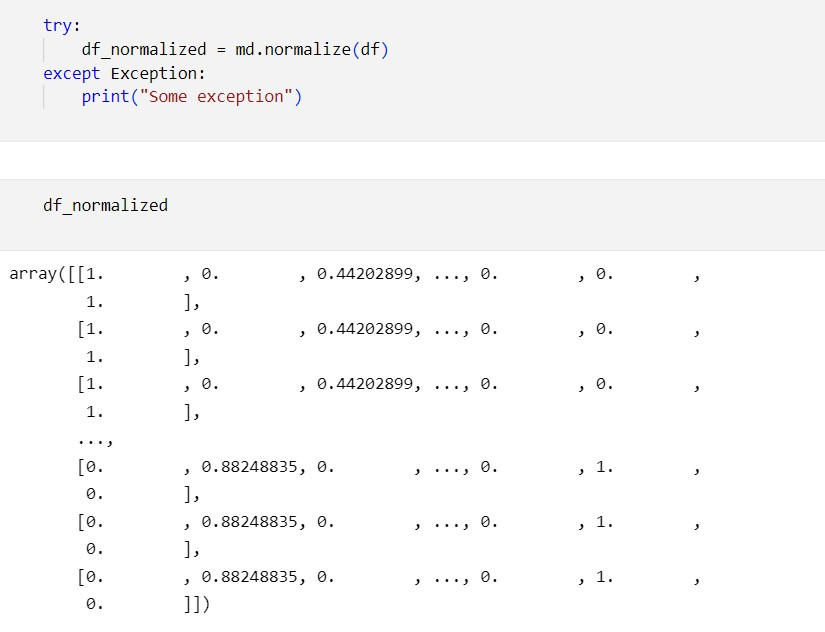 try:
    df_normalized = md.normalize(df)
except Exception:
    print("Some exception")
df_normalized
array([[1.        , 0.        , 0.44202899, ..., 0.        , 0.        ,
        1.        ],
       [1.        , 0.        , 0.44202899, ..., 0.        , 0.        ,
        1.        ],
       [1.        , 0.        , 0.44202899, ..., 0.        , 0.        ,
        1.        ],
       ...,
       [0.        , 0.88248835, 0.        , ..., 0.        , 1.        ,
        0.        ],
       [0.        , 0.88248835, 0.        , ..., 0.        , 1.        ,
        0.        ],
       [0.        , 0.88248835, 0.        , ..., 0.        , 1.        ,
        0.        ]])